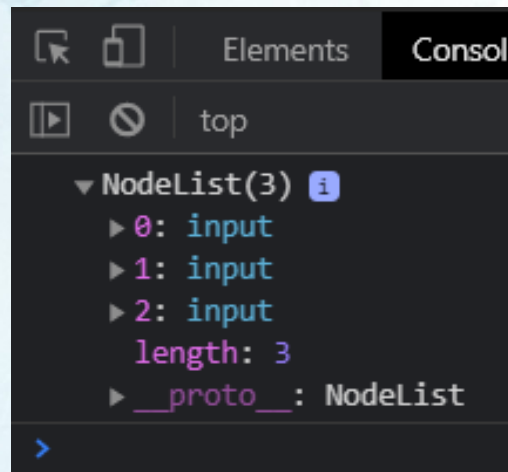 Elements Consol
top
▼ NodeList(3) i
▶ 0: input
▶ 1: input
▶ 2: input
length: 3
▶ __proto__: NodeList
>